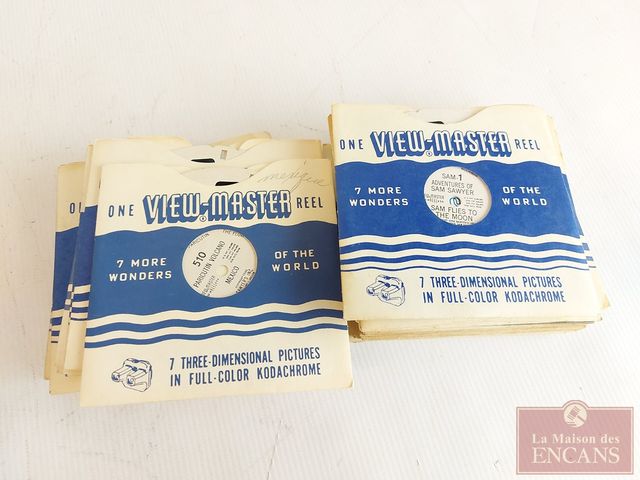 mexique
ONE VIEW-MASTER REEL
510
PARICUTIN VOLCANO
MEXICO
7 MORE WONDERS
OF THE WORLD
7 THREE-DIMENSIONAL PICTURES
IN FULL-COLOR KODACHROME
ONE VIEW-MASTER REEL
SAM-1
ADVENTURES OF
SAM SAWYER
SAM FLIES TO
THE MOON
7 MORE WONDERS
OF THE WORLD
7 THREE-DIMENSIONAL PICTURES
IN FULL-COLOR KODACHROME
La Maison des
ENCANS